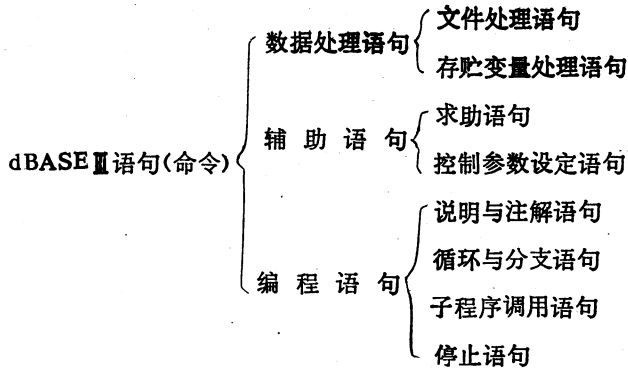 dBASEⅢ语句(命令)
数据处理语句
文件处理语句
存贮变量处理语句
辅助语句
求助语句
控制参数设定语句
编程语句
说明与注解语句
循环与分支语句
子程序调用语句
停止语句